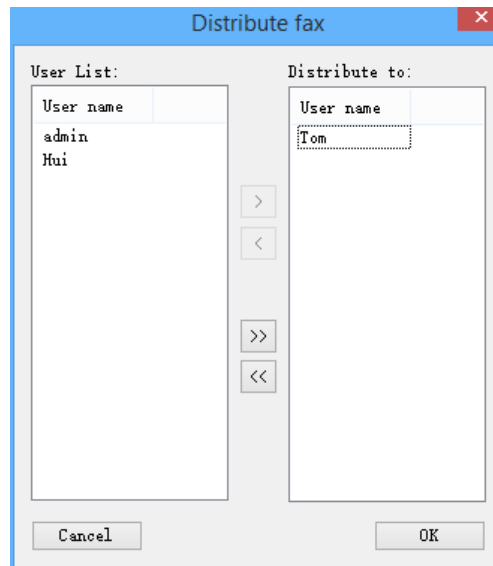 Distribute fax
User List:
User name
admin
Hui
>
<
>>
<<
Distribute to:
User name
Tom
Cancel
OK